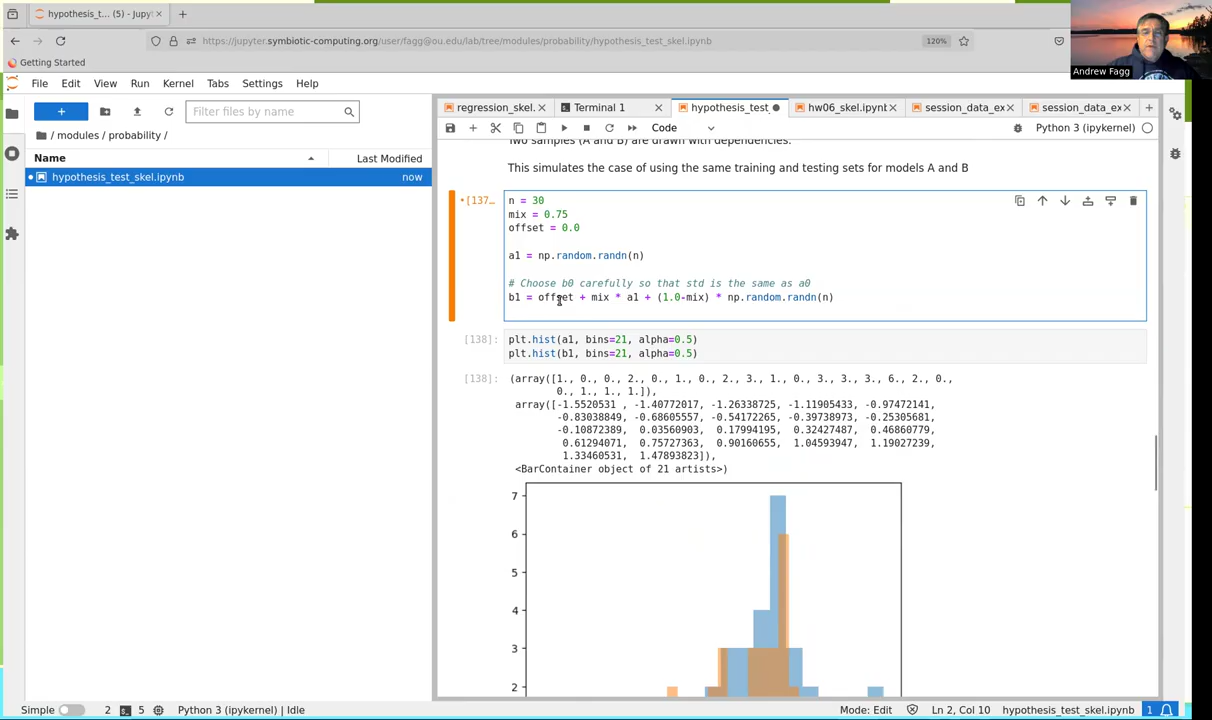 hypothesis_t... (5) - Jupyt
https://jupyter.symbiotic-computing.org/user/fagg@ou.edu/lab/tree/modules/probability/hypothesis_test_skel.ipynb
120%
Getting Started
Andrew Fagg
File Edit View Run Kernel Tabs Settings Help
Filter files by name
/ modules / probability /
Name Last Modified
hypothesis_test_skel.ipynb now
regression_skel. Terminal 1 hypothesis_test_ hw06_skel.ipynt session_data_ex session_data_ex
Code Python 3 (ipykernel)
Two samples (A and B) are drawn with dependencies.
This simulates the case of using the same training and testing sets for models A and B
[137...
n = 30
mix = 0.75
offset = 0.0
a1 = np.random.randn(n)
# Choose b0 carefully so that std is the same as a0
b1 = offset + mix * a1 + (1.0-mix) * np.random.randn(n)
[138]:
plt.hist(a1, bins=21, alpha=0.5)
plt.hist(b1, bins=21, alpha=0.5)
[138]:
(array([1., 0., 0., 2., 0., 1., 0., 2., 3., 1., 0., 3., 3., 3., 6., 2., 0.,
0., 1., 1., 1.]),
array([-1.5520531 , -1.40772017, -1.26338725, -1.11905433, -0.97472141,
-0.83038849, -0.68605557, -0.54172265, -0.39738973, -0.25305681,
-0.10872389, 0.03560903, 0.17994195, 0.32427487, 0.46860779,
0.61294071, 0.75727363, 0.90160655, 1.04593947, 1.19027239,
1.33460531, 1.47893823]),
<BarContainer object of 21 artists>)
7
6
5
4
3
2
Simple 2 5 Python 3 (ipykernel) | Idle Mode: Edit Ln 2, Col 10 hypothesis_test_skel.ipynb 1